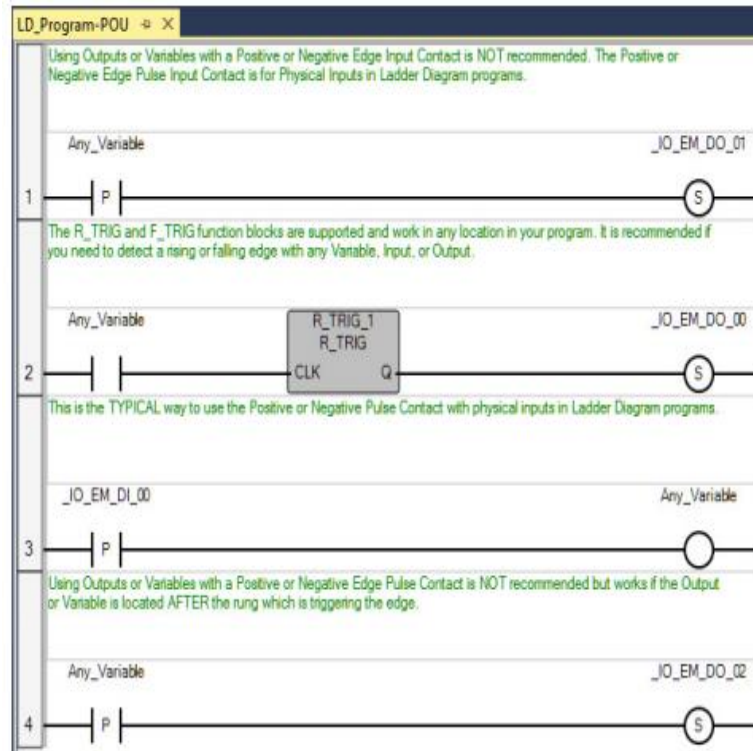 LD_Program-POU
Using Outputs or Variables with a Positive or Negative Edge Input Contact is NOT recommended. The Positive or
Negative Edge Pulse Input Contact is for Physical Inputs in Ladder Diagram programs.
Any_Variable
_IO_EM_DO_01
1
P
S
The R_TRIG and F_TRIG function blocks are supported and work in any location in your program. It is recommended if
you need to detect a rising or falling edge with any Variable, Input, or Output.
Any_Variable
R_TRIG_1
_IO_EM_DO_00
R_TRIG
2
CLK
Q
S
This is the TYPICAL way to use the Positive or Negative Pulse Contact with physical inputs in Ladder Diagram programs.
_IO_EM_DI_00
Any_Variable
3
P
Using Outputs or Variables with a Positive or Negative Edge Pulse Contact is NOT recommended but works if the Output
or Variable is located AFTER the rung which is triggering the edge.
Any_Variable
_IO_EM_DO_02
4
P
S